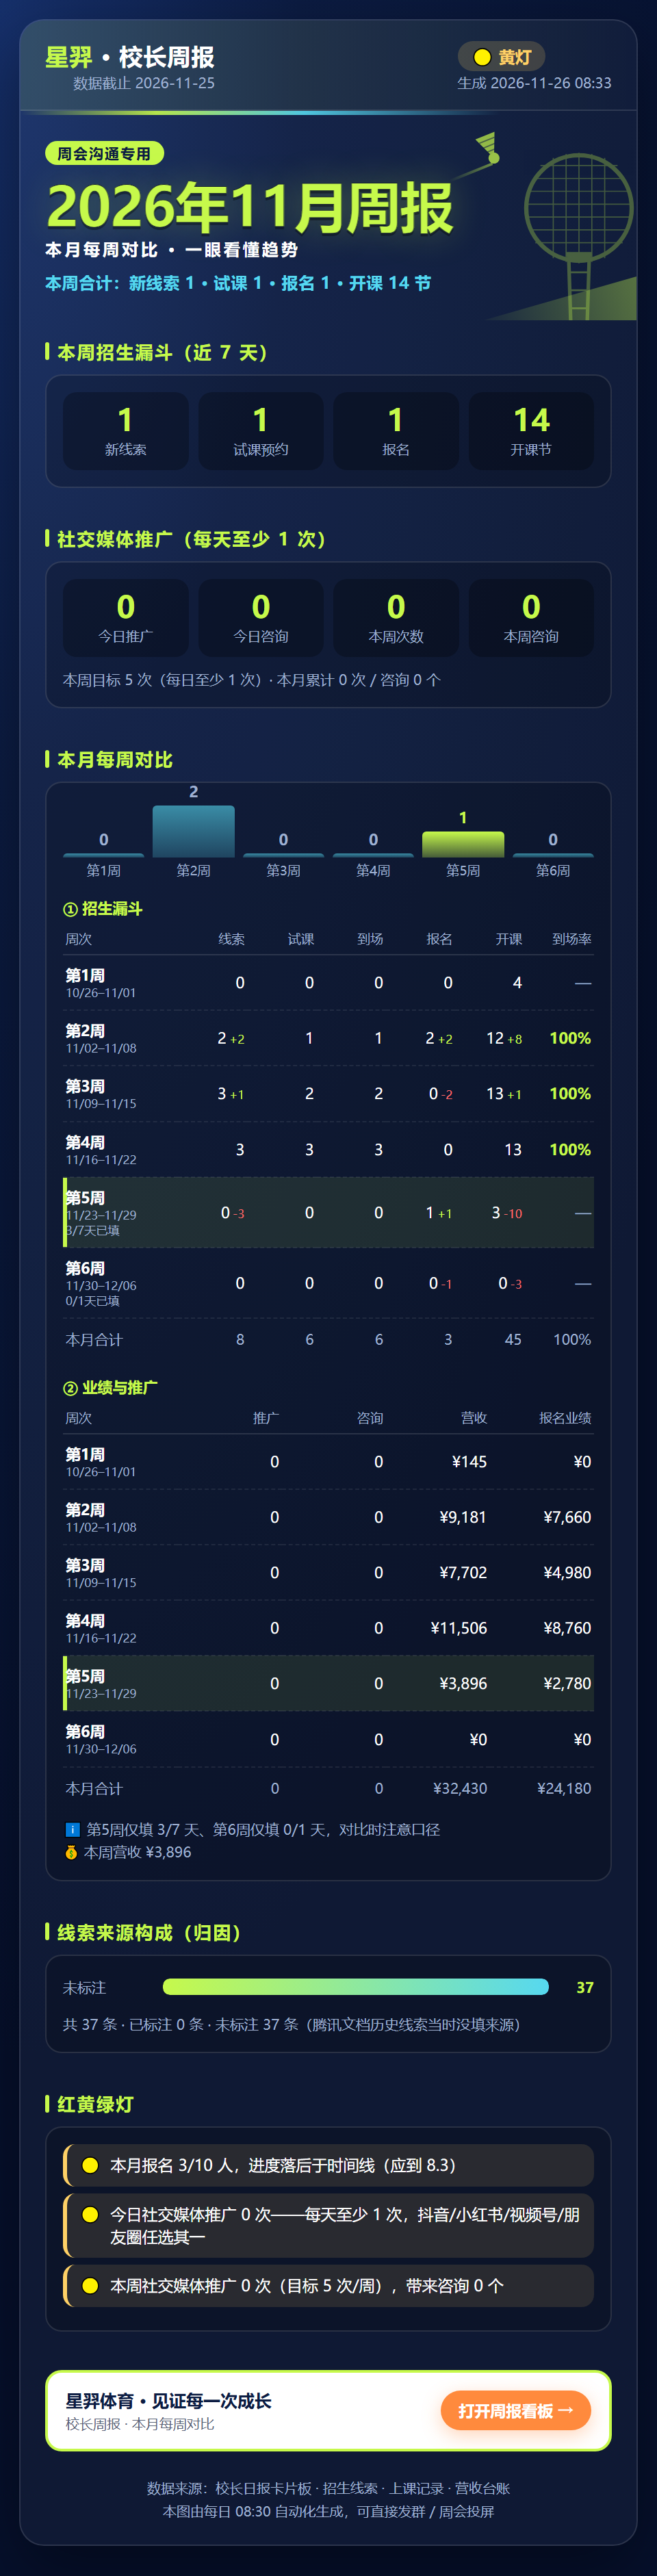 星羿 · 校长周报
数据截止 2026-11-25
黄灯
生成 2026-11-26 08:33
周会沟通专用
2026年11月周报
本月每周对比 · 一眼看懂趋势
本周合计：新线索 1 · 试课 1 · 报名 1 · 开课 14 节
本周招生漏斗（近 7 天）
1 1 1 14
新线索 试课预约 报名 开课节
社交媒体推广（每天至少 1 次）
0 0 0 0
今日推广 今日咨询 本周次数 本周咨询
本周目标 5 次（每日至少 1 次）· 本月累计 0 次 / 咨询 0 个
本月每周对比
0 2 0 0 1 0
第1周 第2周 第3周 第4周 第5周 第6周
① 招生漏斗
周次 线索 试课 到场 报名 开课 到场率
第1周 0 0 0 0 4 —
10/26–11/01
第2周 2 +2 1 1 2 +2 12 +8 100%
11/02–11/08
第3周 3 +1 2 2 0 -2 13 +1 100%
11/09–11/15
第4周 3 3 3 0 13 100%
11/16–11/22
第5周 0 -3 0 0 1 +1 3 -10 —
11/23–11/29
3/7天已填
第6周 0 0 0 0 -1 0 -3 —
11/30–12/06
0/1天已填
本月合计 8 6 6 3 45 100%
② 业绩与推广
周次 推广 咨询 营收 报名业绩
第1周 0 0 ¥145 ¥0
10/26–11/01
第2周 0 0 ¥9,181 ¥7,660
11/02–11/08
第3周 0 0 ¥7,702 ¥4,980
11/09–11/15
第4周 0 0 ¥11,506 ¥8,760
11/16–11/22
第5周 0 0 ¥3,896 ¥2,780
11/23–11/29
第6周 0 0 ¥0 ¥0
11/30–12/06
本月合计 0 0 ¥32,430 ¥24,180
ℹ️ 第5周仅填 3/7 天、第6周仅填 0/1 天，对比时注意口径
💰 本周营收 ¥3,896
线索来源构成（归因）
未标注 37
共 37 条 · 已标注 0 条 · 未标注 37 条（腾讯文档历史线索当时没填来源）
红黄绿灯
本月报名 3/10 人，进度落后于时间线（应到 8.3）
今日社交媒体推广 0 次——每天至少 1 次，抖音/小红书/视频号/朋
友圈任选其一
本周社交媒体推广 0 次（目标 5 次/周），带来咨询 0 个
星羿体育 · 见证每一次成长
校长周报 · 本月每周对比
打开周报看板 →
数据来源：校长日报卡片板 · 招生线索 · 上课记录 · 营收台账
本图由每日 08:30 自动化生成，可直接发群 / 周会投屏